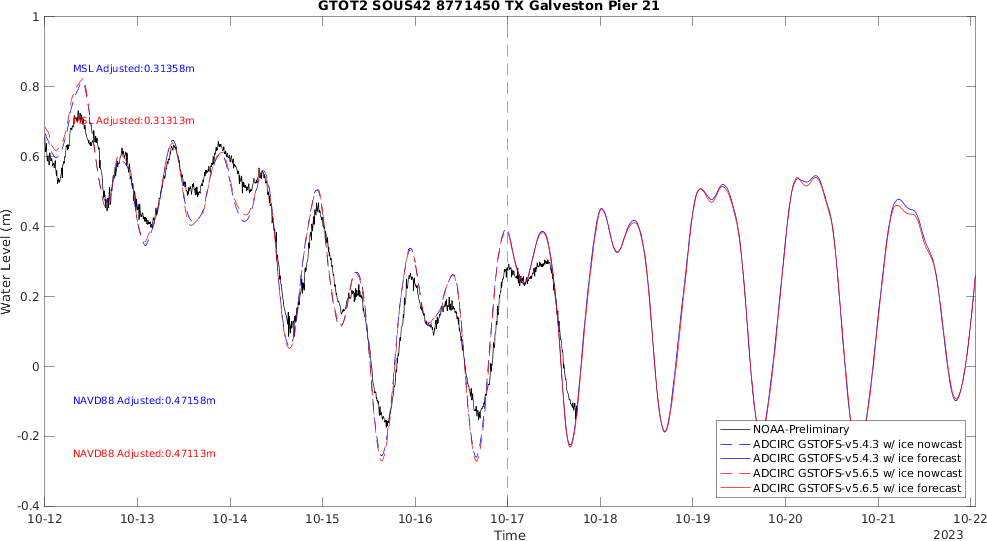 GTOT2 SOUS42 8771450 TX Galveston Pier 21
Water Level (m)
1
0.8
0.6
0.4
0.2
0
-0.2
-0.4
MSL Adjusted:0.31358m
MSL Adjusted:0.31313m
NAVD88 Adjusted:0.47158m
NAVD88 Adjusted:0.47113m
NOAA-Preliminary
ADCIRC GSTOFS-v5.4.3 w/ ice nowcast
ADCIRC GSTOFS-v5.4.3 w/ ice forecast
ADCIRC GSTOFS-v5.6.5 w/ ice nowcast
ADCIRC GSTOFS-v5.6.5 w/ ice forecast
10-12 10-13 10-14 10-15 10-16 10-17 10-18 10-19 10-20 10-21 10-22
Time
2023